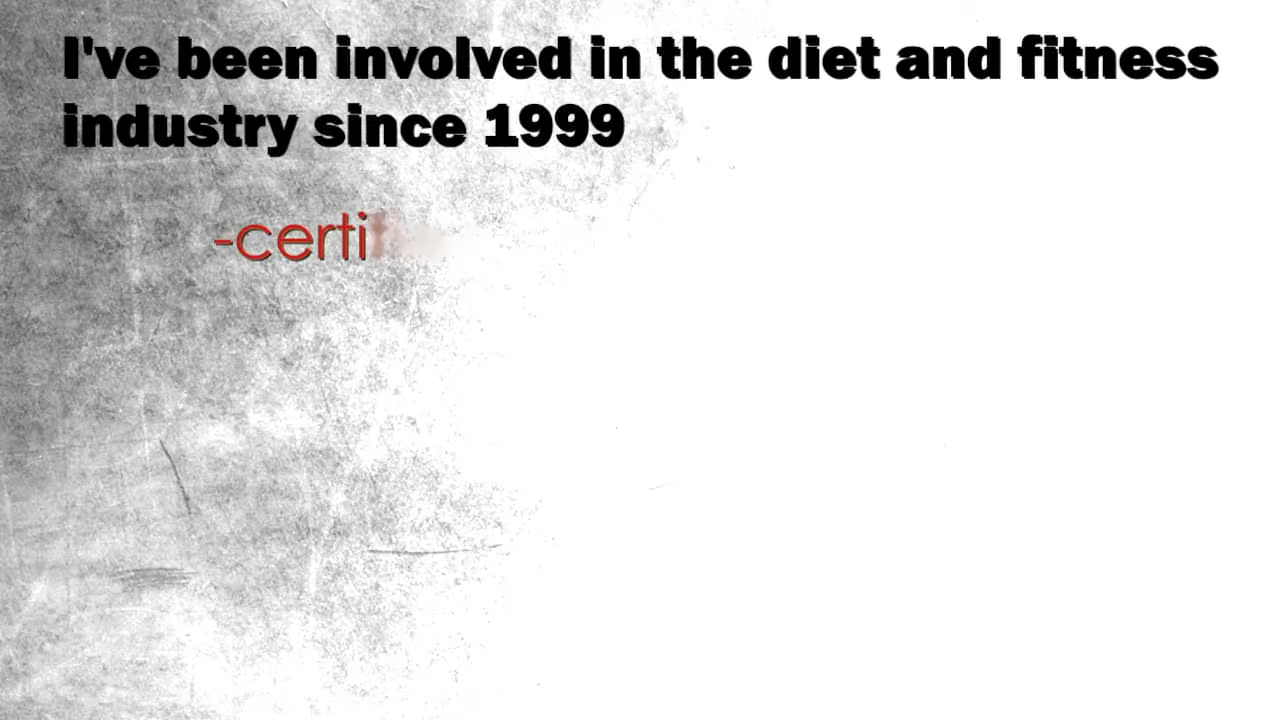 I've been involved in the diet and fitness
industry since 1999
-certi